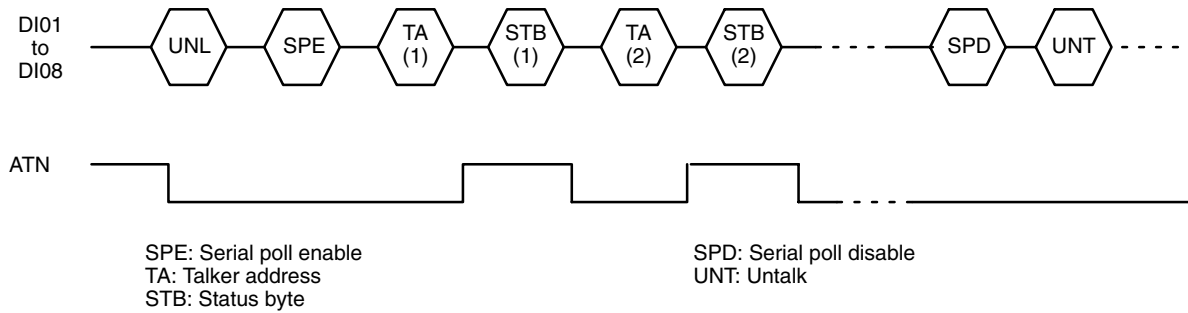 DI01
to
DI08
UNL
SPE
TA
(1)
STB
(1)
TA
(2)
STB
(2)
SPD
UNT
ATN
SPE: Serial poll enable
TA: Talker address
STB: Status byte
SPD: Serial poll disable
UNT: Untalk